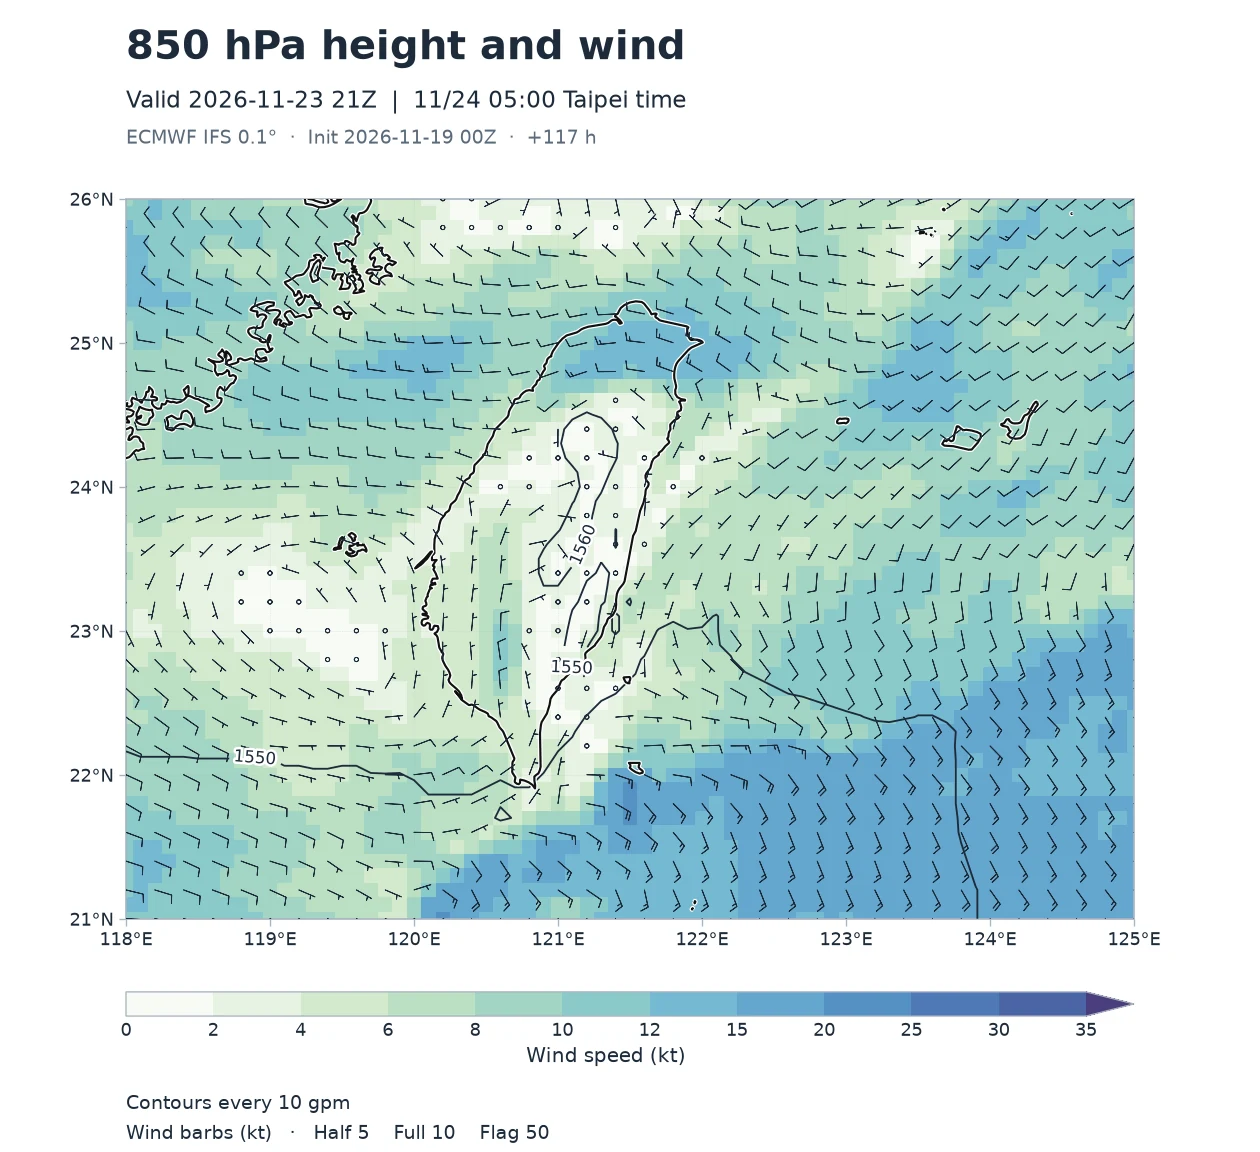 850 hPa height and wind
Valid 2026-11-23 21Z | 11/24 05:00 Taipei time
ECMWF IFS 0.1° · Init 2026-11-19 00Z · +117 h
26°N
25°N
24°N
23°N
22°N
21°N
1560
1550
1550
118°E 119°E 120°E 121°E 122°E 123°E 124°E 125°E
0 2 4 6 8 10 12 15 20 25 30 35
Wind speed (kt)
Contours every 10 gpm
Wind barbs (kt) · Half 5 Full 10 Flag 50